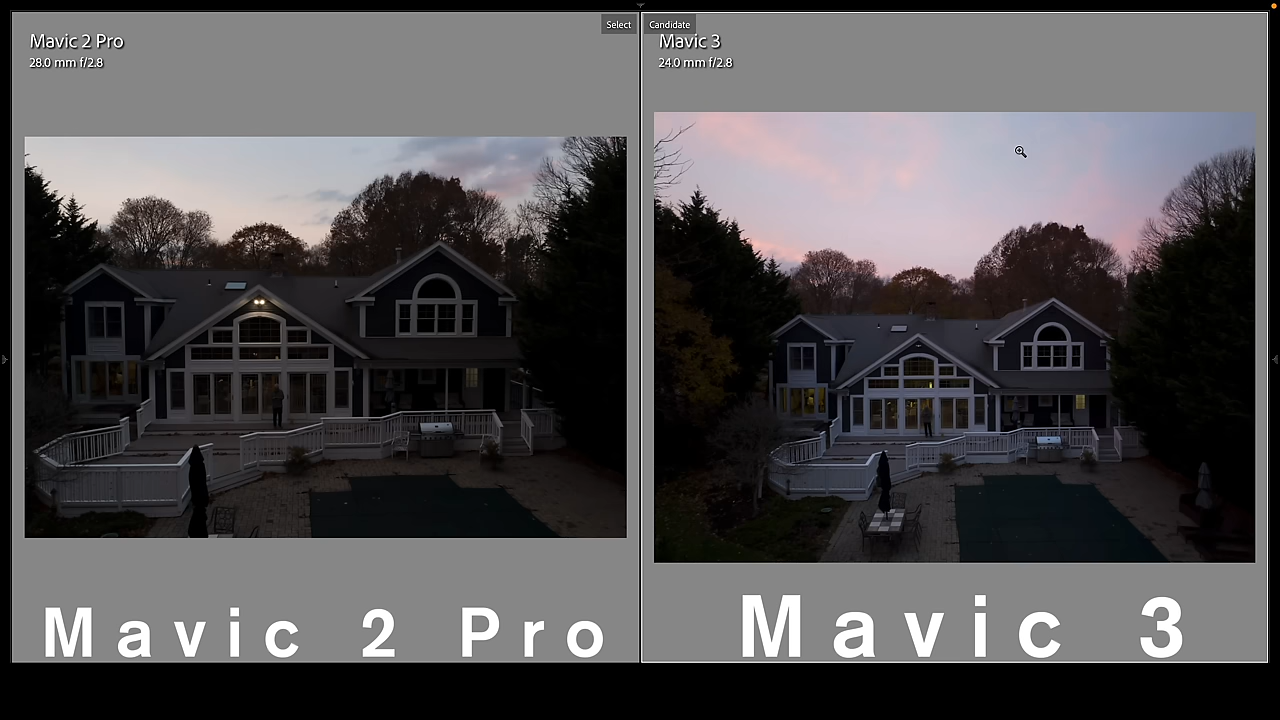 Select
Candidate
Mavic 2 Pro
28.0 mm f/2.8
Mavic 3
24.0 mm f/2.8
Mavic 2 Pro
Mavic 3